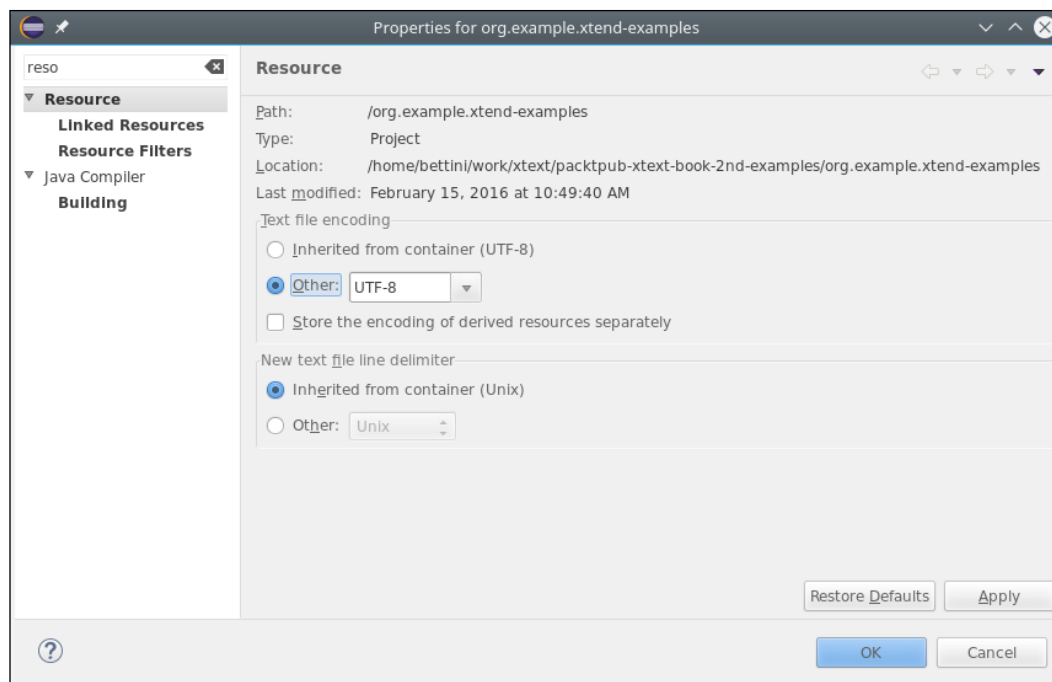 Properties for org.example.xtend-examples
reso
Resource
Linked Resources
Resource Filters
Java Compiler
Building
Resource
Path: /org.example.xtend-examples
Type: Project
Location: /home/bettini/work/xtext/packtpub-xtext-book-2nd-examples/org.example.xtend-examples
Last modified: February 15, 2016 at 10:49:40 AM
Text file encoding
Inherited from container (UTF-8)
Other: UTF-8
Store the encoding of derived resources separately
New text file line delimiter
Inherited from container (Unix)
Other: Unix
Restore Defaults Apply
? OK Cancel